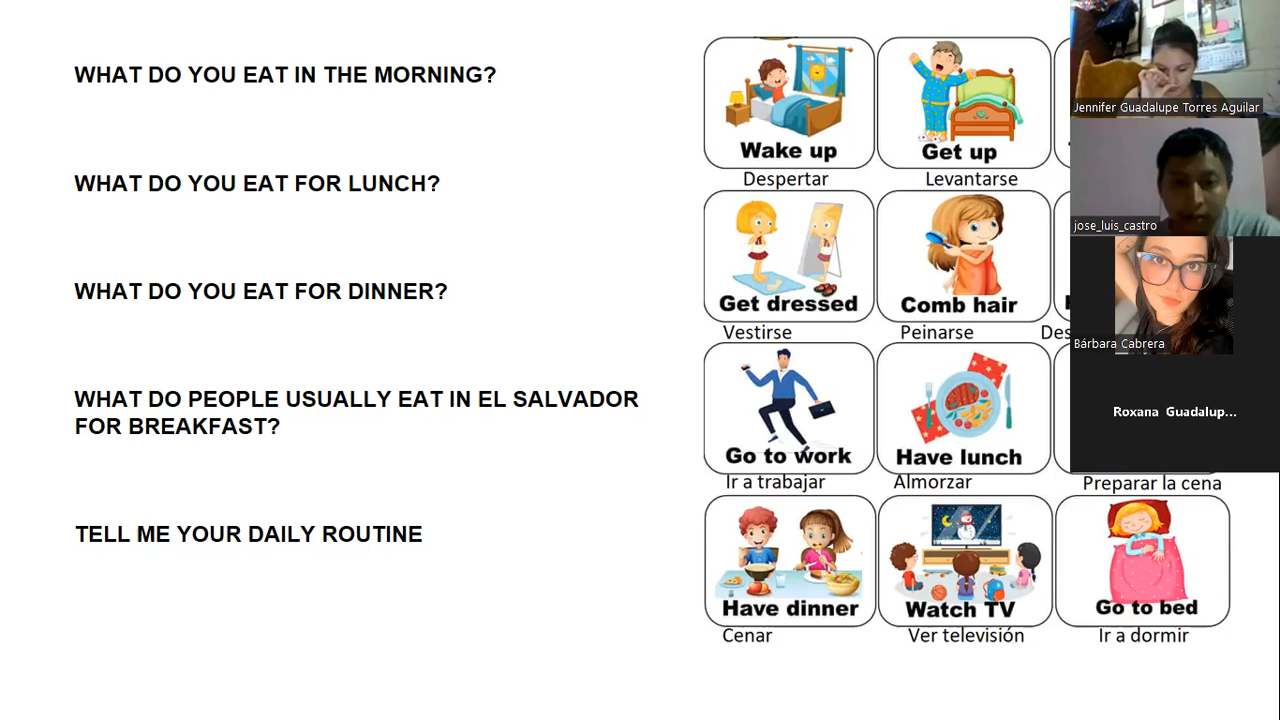 WHAT DO YOU EAT IN THE MORNING?
WHAT DO YOU EAT FOR LUNCH?
WHAT DO YOU EAT FOR DINNER?
WHAT DO PEOPLE USUALLY EAT IN EL SALVADOR
FOR BREAKFAST?
TELL ME YOUR DAILY ROUTINE
Wake up
Get up
Despertar
Levantarse
Get dressed
Comb hair
Vestirse
Peinarse
Go to work
Have lunch
Ir a trabajar
Almorzar
Preparar la cena
Have dinner
Watch TV
Go to bed
Cenar
Ver televisión
Ir a dormir
Jennifer Guadalupe Torres Aguilar
jose_luis_castro
Bárbara Cabrera
Roxana Guadalup...